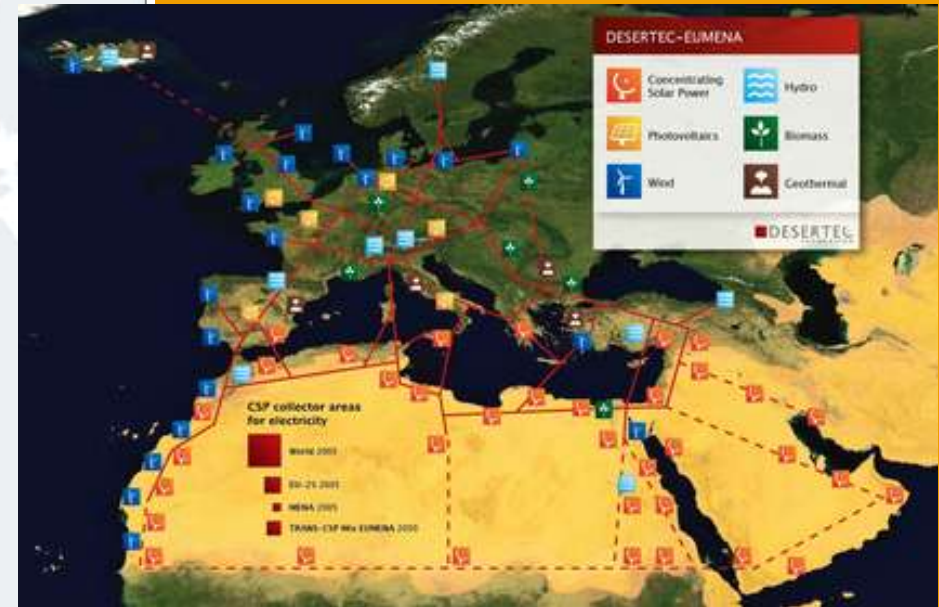 DESERTEC-EUMENA
Concentrating
Solar Power
Hydro
Photovoltaics
Biomass
Wind
Geothermal
DESERTEC
FOUNDATION
CSP collector areas
for electricity
World 2005
EU-25 2005
MENA 2005
TRANS-CSP Mix EUMENA 2050